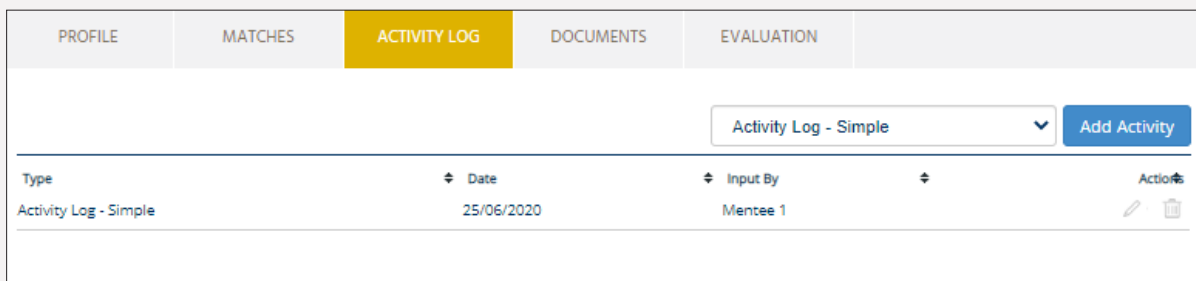 PROFILE MATCHES ACTIVITY LOG DOCUMENTS EVALUATION
Activity Log - Simple Add Activity
Type Date Input By Actions
Activity Log - Simple 25/06/2020 Mentee 1